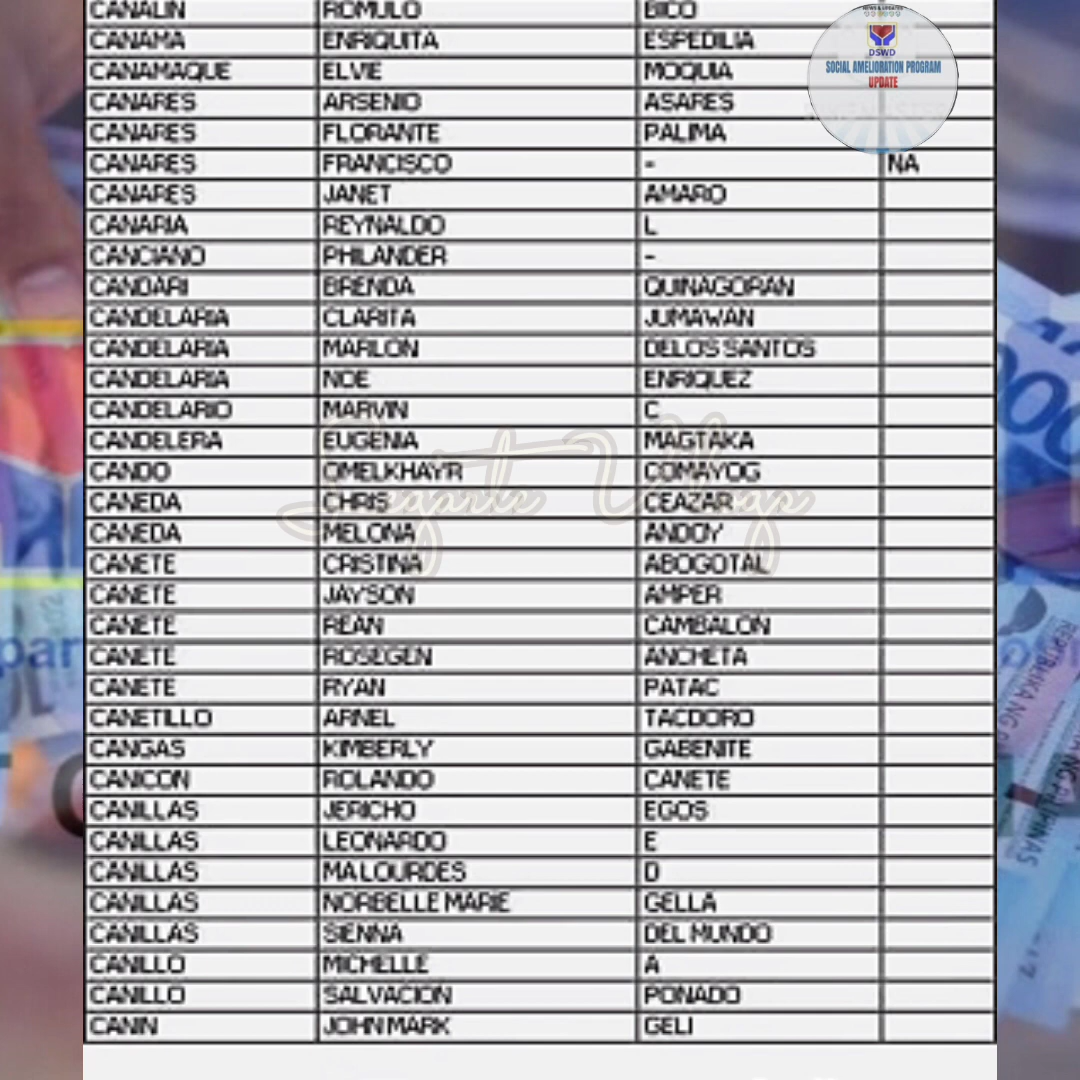 CANALIN ROMULO BICO
CANAMA ENRIQUITA ESPEDILIA
CANAMAQUE ELVIE MOQUIA
CANARES ARSENIO ASARES
CANARES FLORANTE PALIMA
CANARES FRANCISCO - NA
CANARES JANET AMARO
CANARIA REYNALDO L
CANCIANO PHILANDER -
CANDARI BRENDA QUINAGORAN
CANDELARIA CLARITA JUMAWAN
CANDELARIA MARLON DELOS SANTOS
CANDELARIA NOE ENRIQUEZ
CANDELARIO MARVIN C
CANDELERA EUGENIA MAGTAKA
CANDO OMELKHAYR COMAYOG
CANEDA CHRIS CEAZAR
CANEDA MELONA ANDOY
CANETE CRISTINA ABOGOTAL
CANETE JAYSON AMPER
CANETE REAN CAMBALON
CANETE ROSEGEN ANCHETA
CANETE RYAN PATAC
CANETILLO ARNEL TACDORO
CANGAS KIMBERLY GABENITE
CANICON ROLANDO CANETE
CANILLAS JERICHO EGOS
CANILLAS LEONARDO E
CANILLAS MA LOURDES D
CANILLAS NORBELLE MARIE GELLA
CANILLAS SIENNA DEL MUNDO
CANILLO MICHELLE A
CANILLO SALVACION PONADO
CANIN JOHN MARK GELI
NEWS & UPDATES
DSWD
SOCIAL AMELIORATION PROGRAM
UPDATE